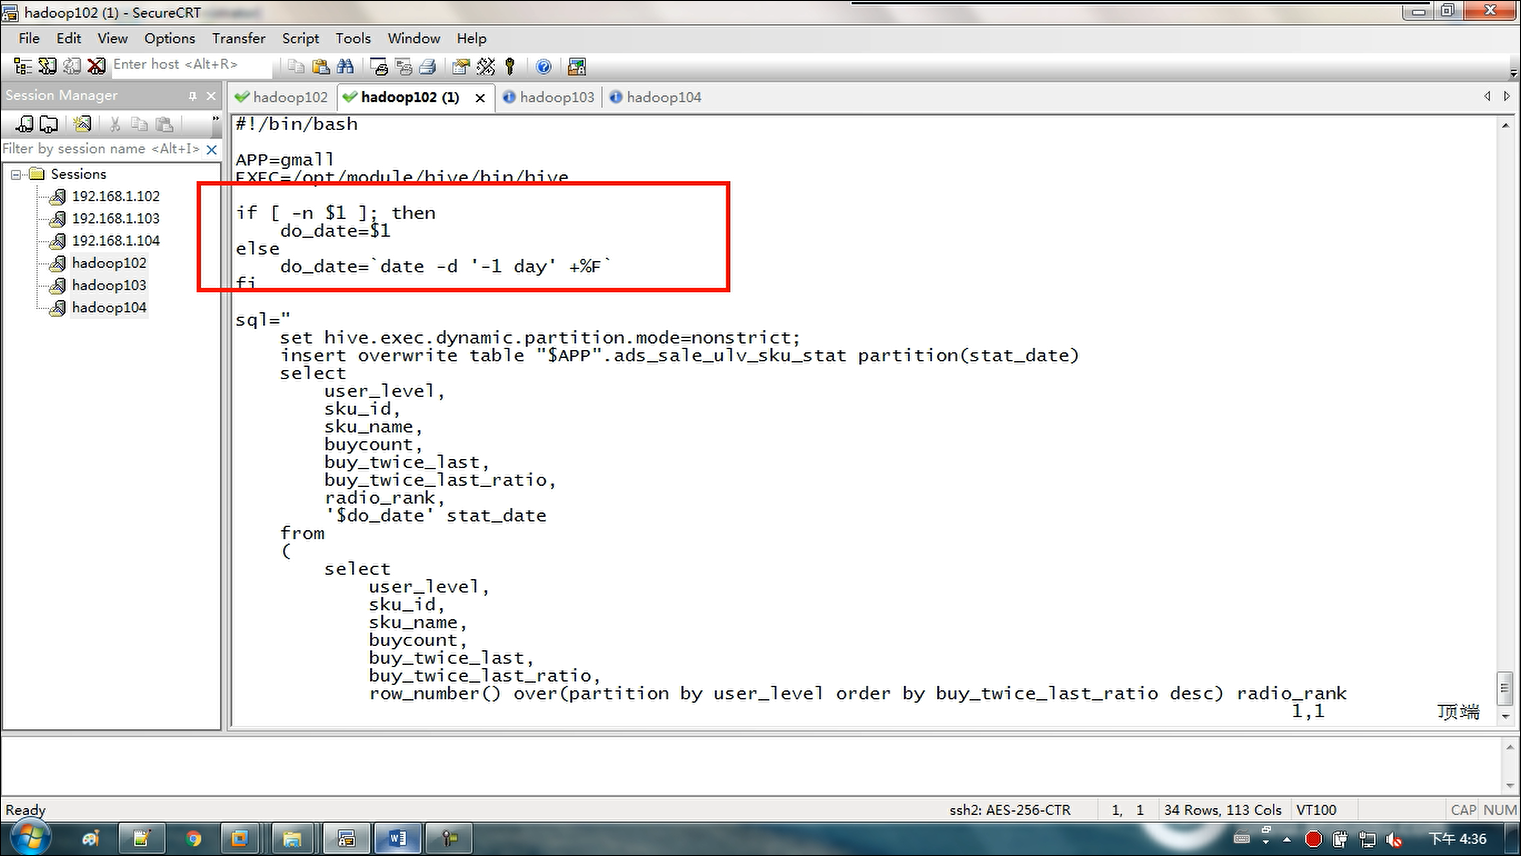 hadoop102 (1) - SecureCRT
File Edit View Options Transfer Script Tools Window Help
Enter host <Alt+R>
Session Manager
hadoop102
hadoop102 (1)
hadoop103
hadoop104
Filter by session name <Alt+I>
Sessions
192.168.1.102
192.168.1.103
192.168.1.104
hadoop102
hadoop103
hadoop104
#!/bin/bash
APP=gmall
EXEC=/opt/module/hive/bin/hive
if [ -n $1 ]; then
do_date=$1
else
do_date=`date -d '-1 day' +%F`
fi
sql="
set hive.exec.dynamic.partition.mode=nonstrict;
insert overwrite table "$APP".ads_sale_ulv_sku_stat partition(stat_date)
select
user_level,
sku_id,
sku_name,
buycount,
buy_twice_last,
buy_twice_last_ratio,
radio_rank,
'$do_date' stat_date
from
(
select
user_level,
sku_id,
sku_name,
buycount,
buy_twice_last,
buy_twice_last_ratio,
row_number() over(partition by user_level order by buy_twice_last_ratio desc) radio_rank
1,1 顶端
Ready
ssh2: AES-256-CTR 1, 1 34 Rows, 113 Cols VT100 CAP NUM
下午 4:36